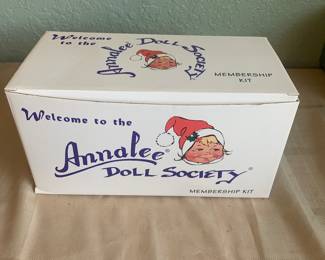 Welcome
to the
Annalee®
DOLL SOCIETY®
MEMBERSHIP
KIT
Welcome to the
Annalee®
DOLL SOCIETY®
MEMBERSHIP KIT